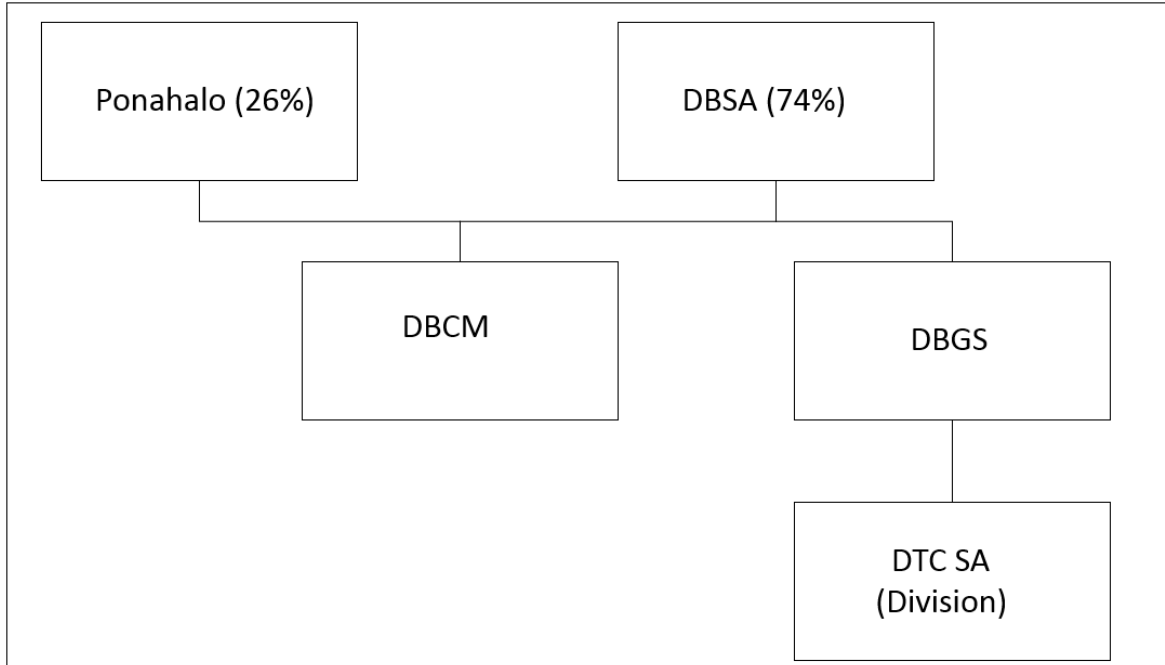 Ponahalo (26%)
DBSA (74%)
DBCM
DBGS
DTC SA
(Division)